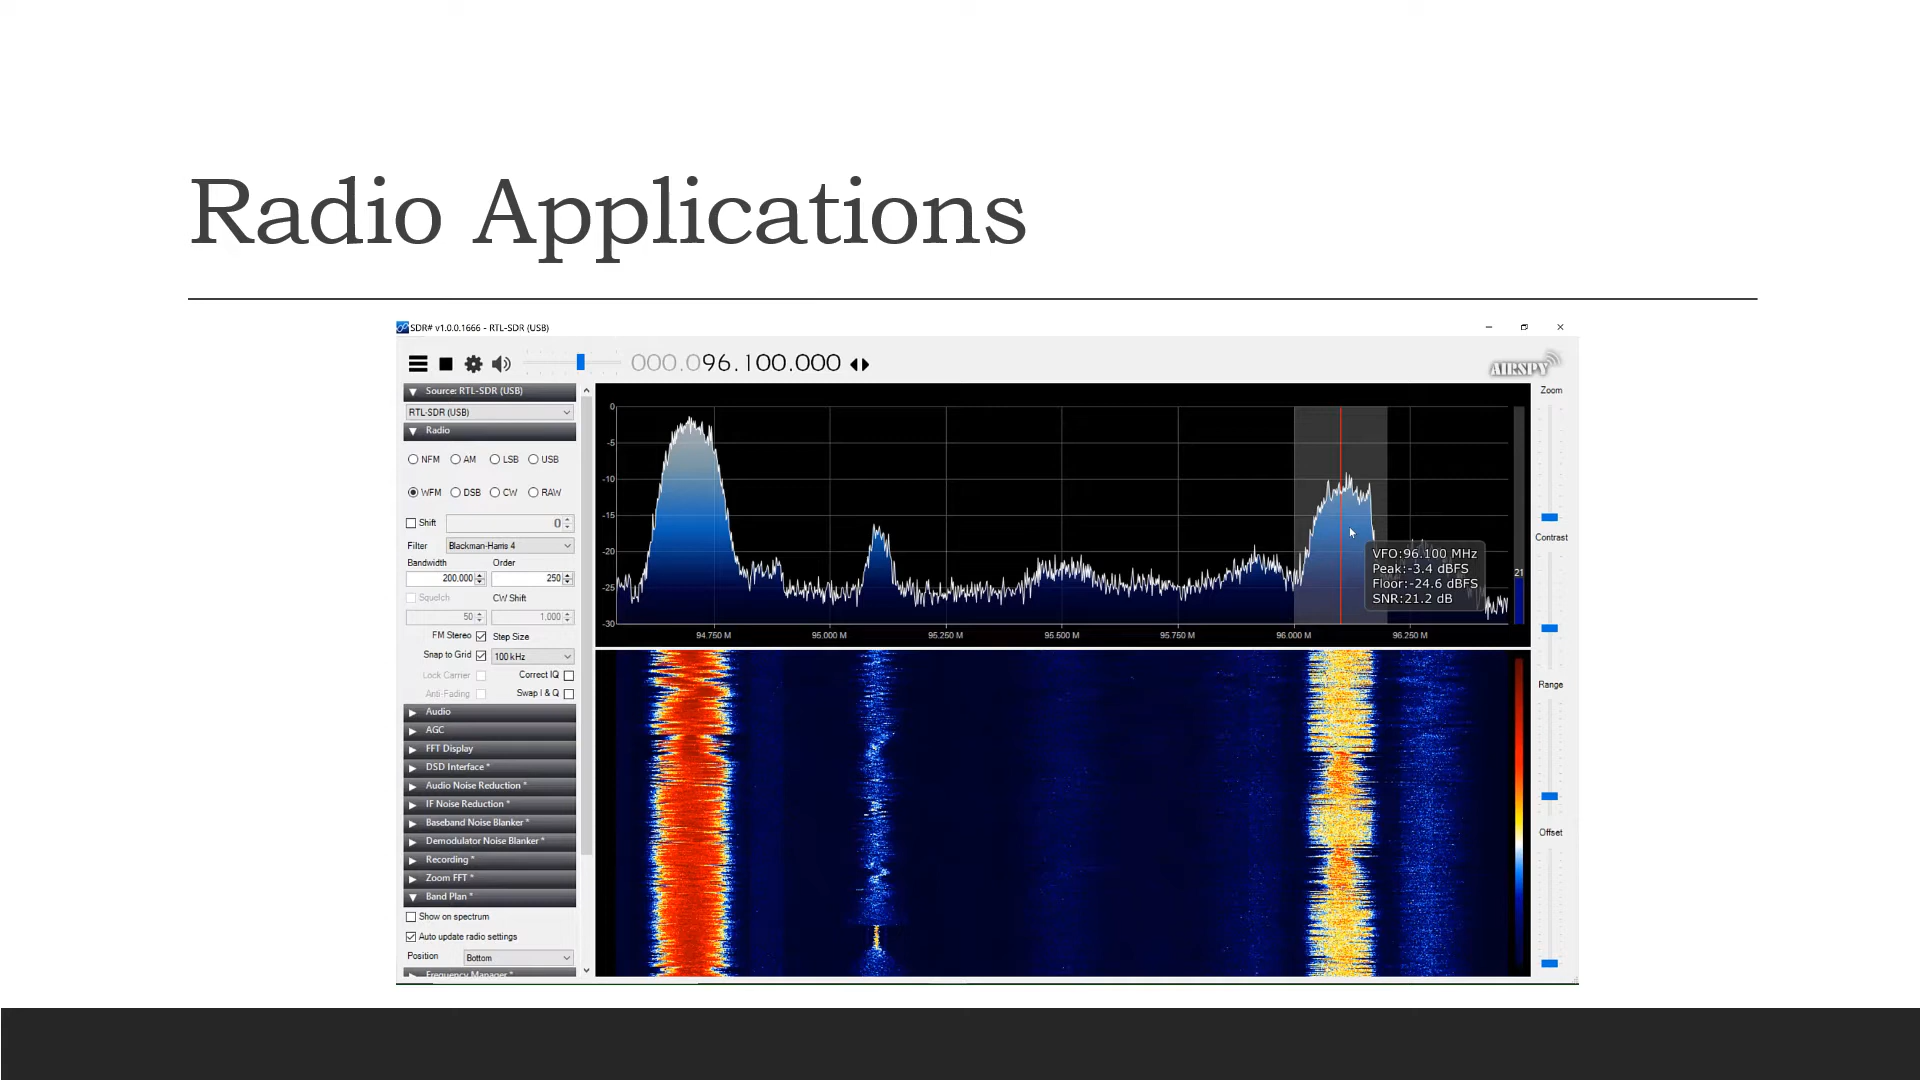 Radio Applications
SDR# v1.0.0.1666 - RTL-SDR (USB)
000.096.100.000
AIRSPY
Source: RTL-SDR (USB)
RTL-SDR (USB)
Radio
NFM AM LSB USB
WFM DSB CW RAW
Shift 0
Filter Blackman-Harris 4
Bandwidth Order
200.000 250
Squelch CW Shift
50 1,000
FM Stereo Step Size
Snap to Grid 100 kHz
Lock Carrier Correct IQ
Anti-Fading Swap I & Q
Audio
AGC
FFT Display
DSD Interface *
Audio Noise Reduction *
IF Noise Reduction *
Baseband Noise Blanker *
Demodulator Noise Blanker *
Recording *
Zoom FFT *
Band Plan *
Show on spectrum
Auto update radio settings
Position Bottom
Frequency Manager *
0
-5
-10
-15
-20
-25
-30
94.750 M 95.000 M 95.250 M 95.500 M 95.750 M 96.000 M 96.250 M
VFO:96.100 MHz
Peak:-3.4 dBFS
Floor:-24.6 dBFS
SNR:21.2 dB
21
Zoom
Contrast
Range
Offset